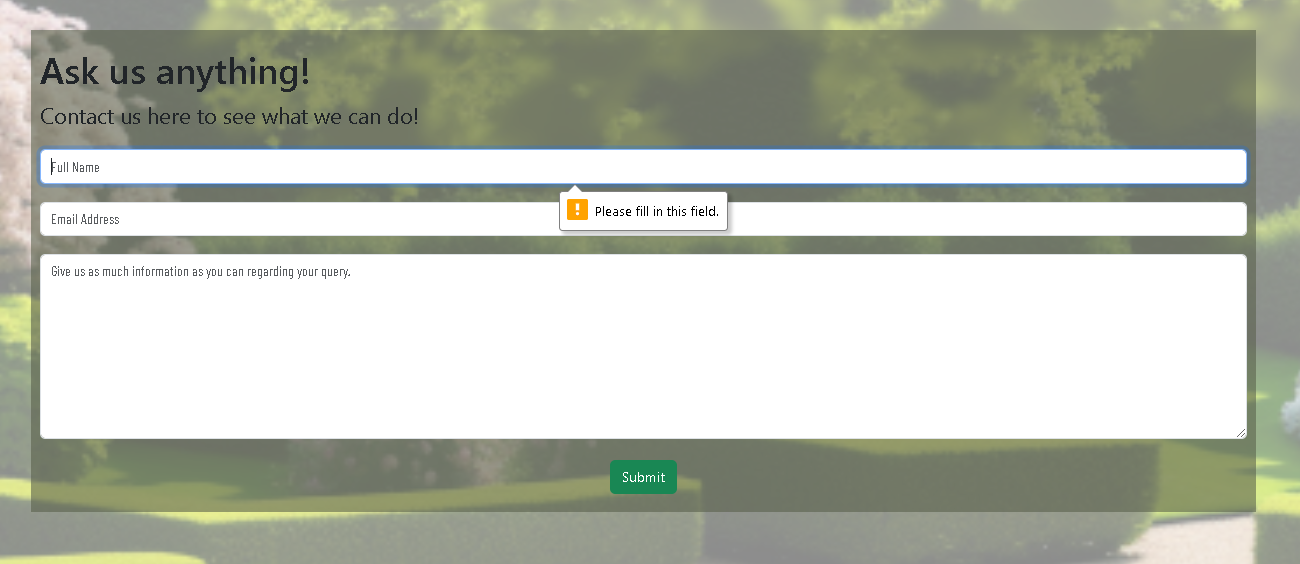 Ask us anything!
Contact us here to see what we can do!
Full Name
Please fill in this field.
Email Address
Give us as much information as you can regarding your query.
Submit